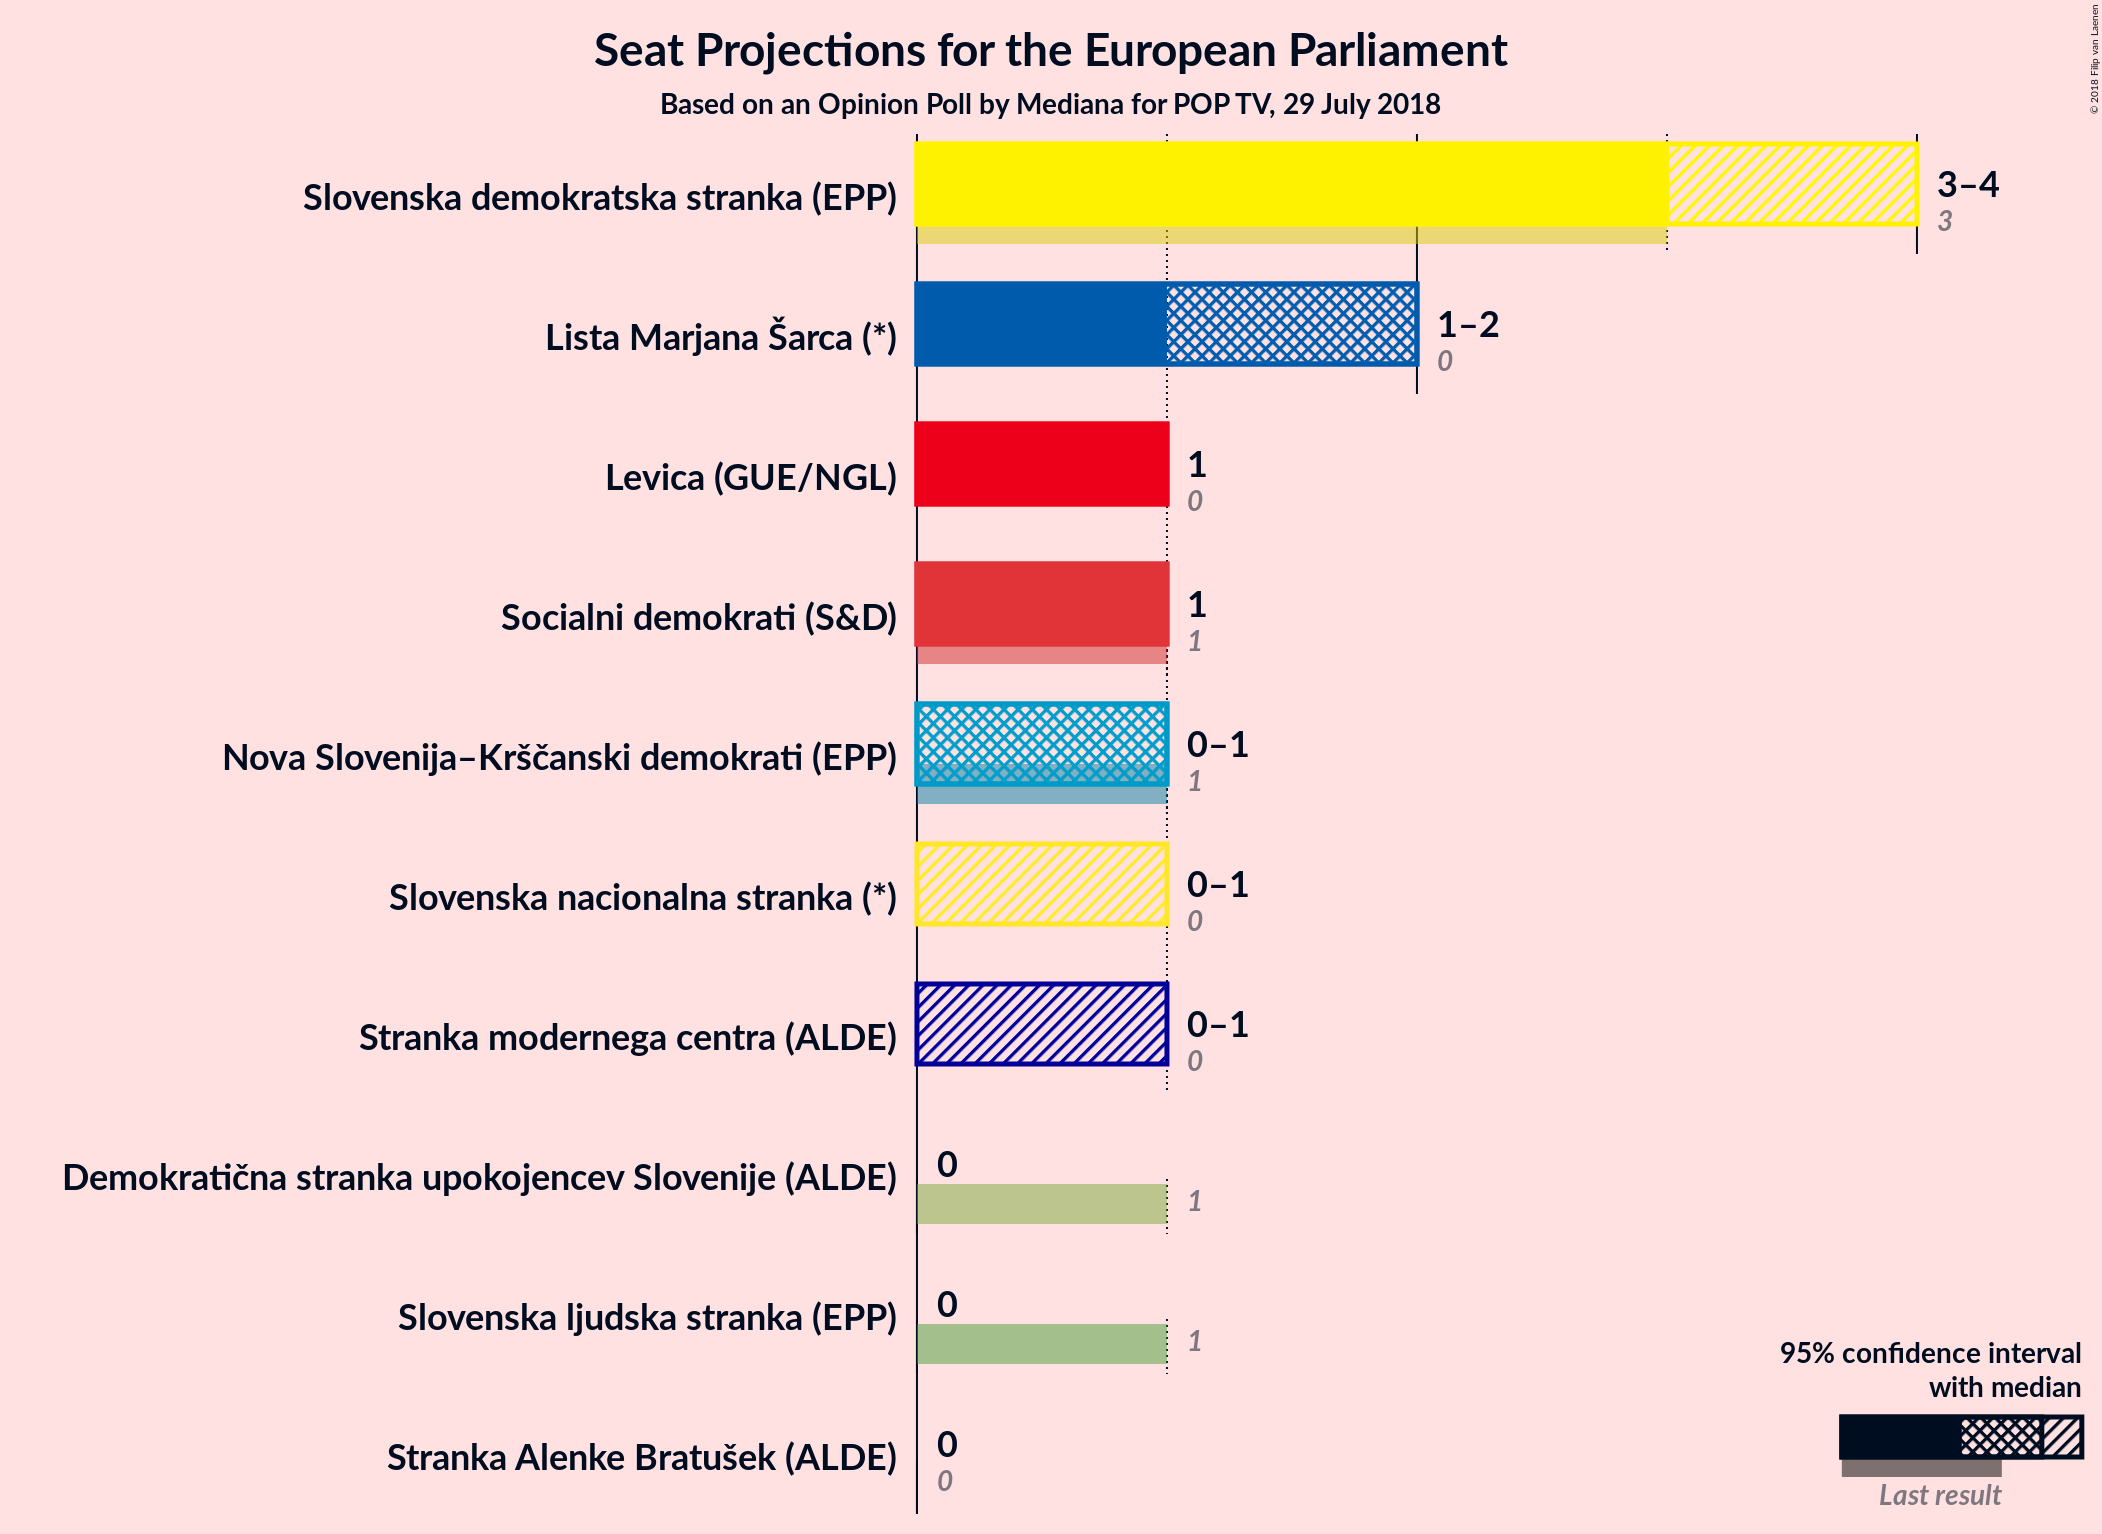 Seat Projections for the European Parliament
Based on an Opinion Poll by Mediana for POP TV, 29 July 2018
© 2018 Filip van Laenen
Slovenska demokratska stranka (EPP)
3–4
3
Lista Marjana Šarca (*)
1–2
0
Levica (GUE/NGL)
1
0
Socialni demokrati (S&D)
1
1
Nova Slovenija–Krščanski demokrati (EPP)
0–1
1
Slovenska nacionalna stranka (*)
0–1
0
Stranka modernega centra (ALDE)
0–1
0
Demokratična stranka upokojencev Slovenije (ALDE)
0
1
Slovenska ljudska stranka (EPP)
0
1
Stranka Alenke Bratušek (ALDE)
0
0
95% confidence interval
with median
Last result